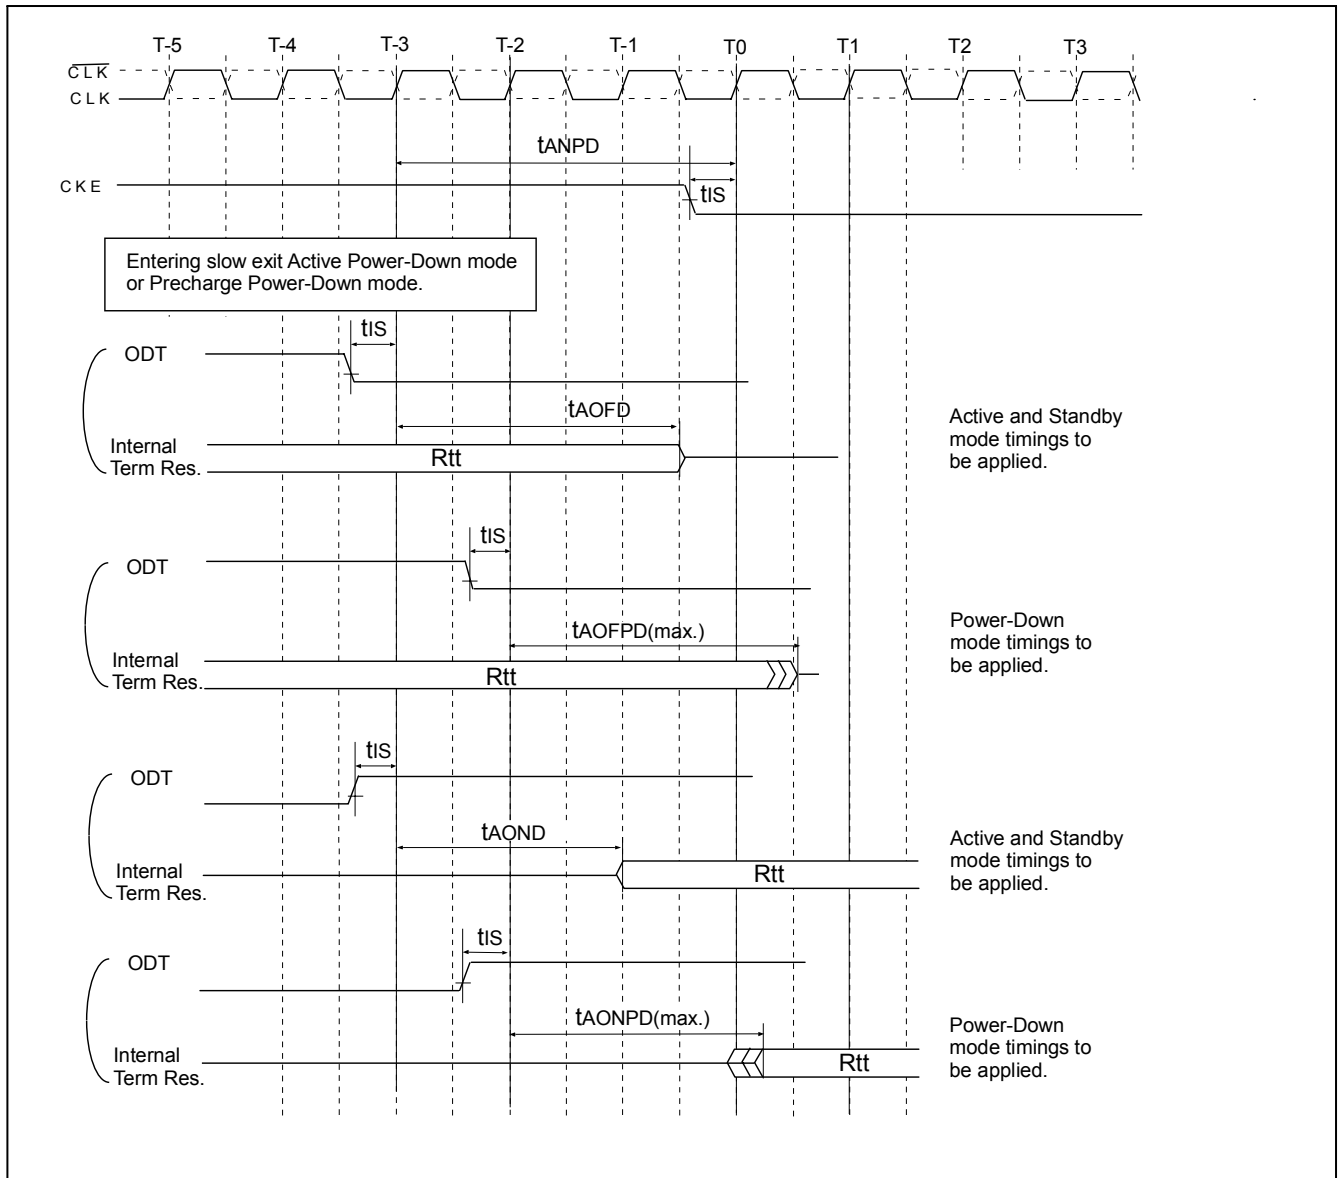 T-5 T-4 T-3 T-2 T-1 T0 T1 T2 T3
CLK
CLK
tANPD
CKE
tIS
Entering slow exit Active Power-Down mode
or Precharge Power-Down mode.
tIS
ODT
tAOFD
Internal
Term Res.
Rtt
Active and Standby
mode timings to
be applied.
tIS
ODT
tAOFPD(max.)
Internal
Term Res.
Rtt
Power-Down
mode timings to
be applied.
tIS
ODT
tAOND
Internal
Term Res.
Rtt
Active and Standby
mode timings to
be applied.
tIS
ODT
tAONPD(max.)
Internal
Term Res.
Rtt
Power-Down
mode timings to
be applied.